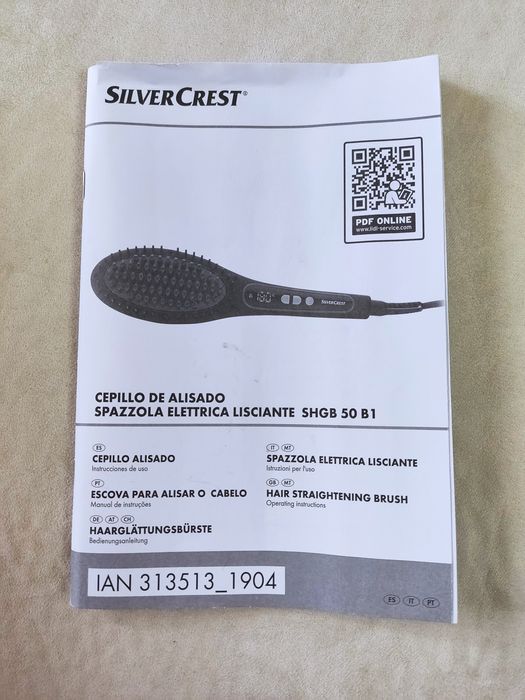 SILVERCREST®
PDF ONLINE
www.lidl-service.com
180
SILVERCREST
CEPILLO DE ALISADO
SPAZZOLA ELETTRICA LISCIANTE SHGB 50 B1
ES
CEPILLO ALISADO
Instrucciones de uso
IT MT
SPAZZOLA ELETTRICA LISCIANTE
Istruzioni per l'uso
PT
ESCOVA PARA ALISAR O CABELO
Manual de instruções
GB MT
HAIR STRAIGHTENING BRUSH
Operating instructions
DE AT CH
HAARGLÄTTUNGSBÜRSTE
Bedienungsanleitung
IAN 313513_1904
ES IT PT